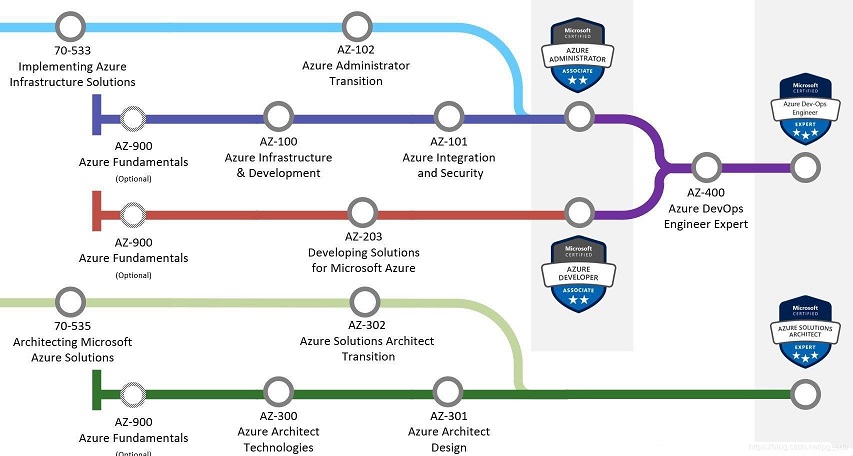 70-533
Implementing Azure
Infrastructure Solutions
AZ-102
Azure Administrator
Transition
Microsoft
CERTIFIED
AZURE
ADMINISTRATOR
ASSOCIATE
Microsoft
CERTIFIED
Azure Dev-Ops
Engineer
EXPERT
AZ-900
Azure Fundamentals
(Optional)
AZ-100
Azure Infrastructure
& Development
AZ-101
Azure Integration
and Security
AZ-400
Azure DevOps
Engineer Expert
AZ-900
Azure Fundamentals
(Optional)
AZ-203
Developing Solutions
for Microsoft Azure
Microsoft
CERTIFIED
AZURE
DEVELOPER
ASSOCIATE
70-535
Architecting Microsoft
Azure Solutions
AZ-302
Azure Solutions Architect
Transition
Microsoft
CERTIFIED
AZURE SOLUTIONS
ARCHITECT
EXPERT
AZ-900
Azure Fundamentals
(Optional)
AZ-300
Azure Architect
Technologies
AZ-301
Azure Architect
Design